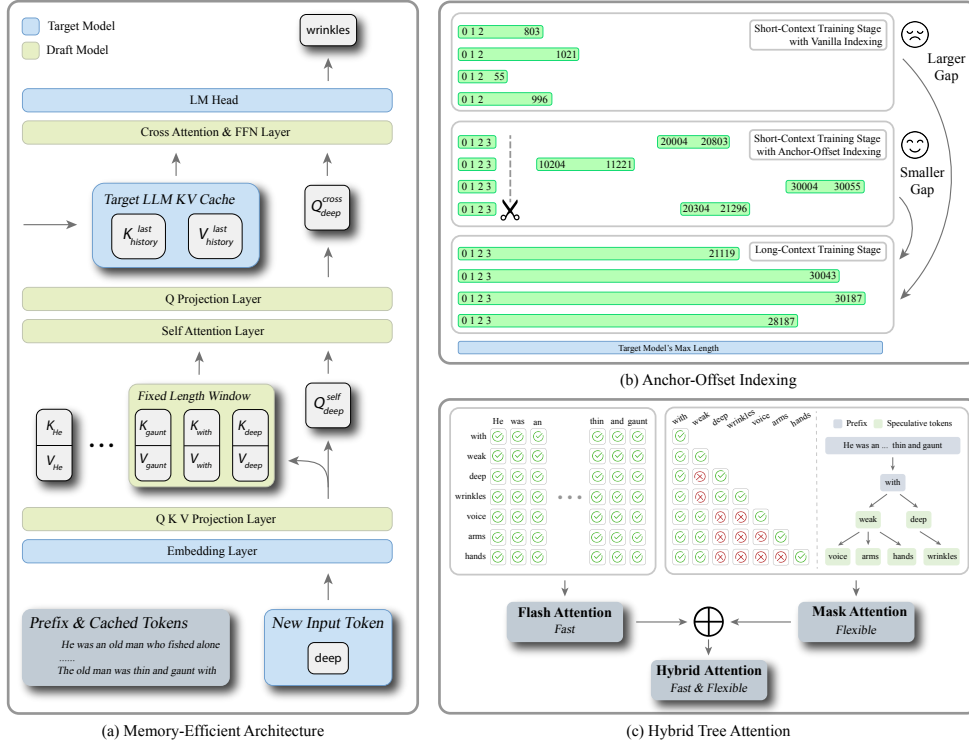 Target Model
Draft Model
wrinkles
LM Head
Cross Attention & FFN Layer
Target LLM KV Cache
K last history
V last history
Q cross deep
Q Projection Layer
Self Attention Layer
Fixed Length Window
K He
V He
...
K gaunt
V gaunt
K with
V with
K deep
V deep
Q self deep
Q K V Projection Layer
Embedding Layer
Prefix & Cached Tokens
He was an old man who fished alone
......
The old man was thin and gaunt with
New Input Token
deep
(a) Memory-Efficient Architecture
0 1 2 803
0 1 2 1021
0 1 2 55
0 1 2 996
Short-Context Training Stage
with Vanilla Indexing
Larger
Gap
0 1 2 3 20004 20803
0 1 2 3 10204 11221
0 1 2 3 30004 30055
0 1 2 3 20304 21296
Short-Context Training Stage
with Anchor-Offset Indexing
Smaller
Gap
Long-Context Training Stage
0 1 2 3 21119
0 1 2 3 30043
0 1 2 3 30187
0 1 2 3 28187
Target Model's Max Length
(b) Anchor-Offset Indexing
He was an thin and gaunt
with
weak
deep
wrinkles
voice
arms
hands
with weak deep wrinkles voice arms hands
Prefix
Speculative tokens
He was an ... thin and gaunt
with
weak deep
voice arms hands wrinkles
Flash Attention
Fast
Mask Attention
Flexible
Hybrid Attention
Fast & Flexible
(c) Hybrid Tree Attention